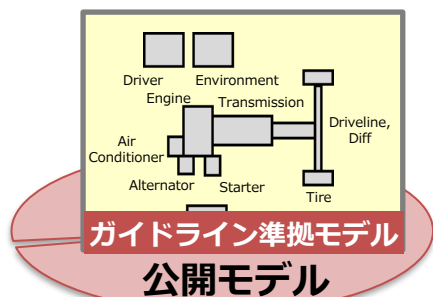 Driver Environment
Engine Transmission
Driveline,
Diff
Air
Conditioner
Alternator Starter
Tire
ガイドライン準拠モデル
公開モデル